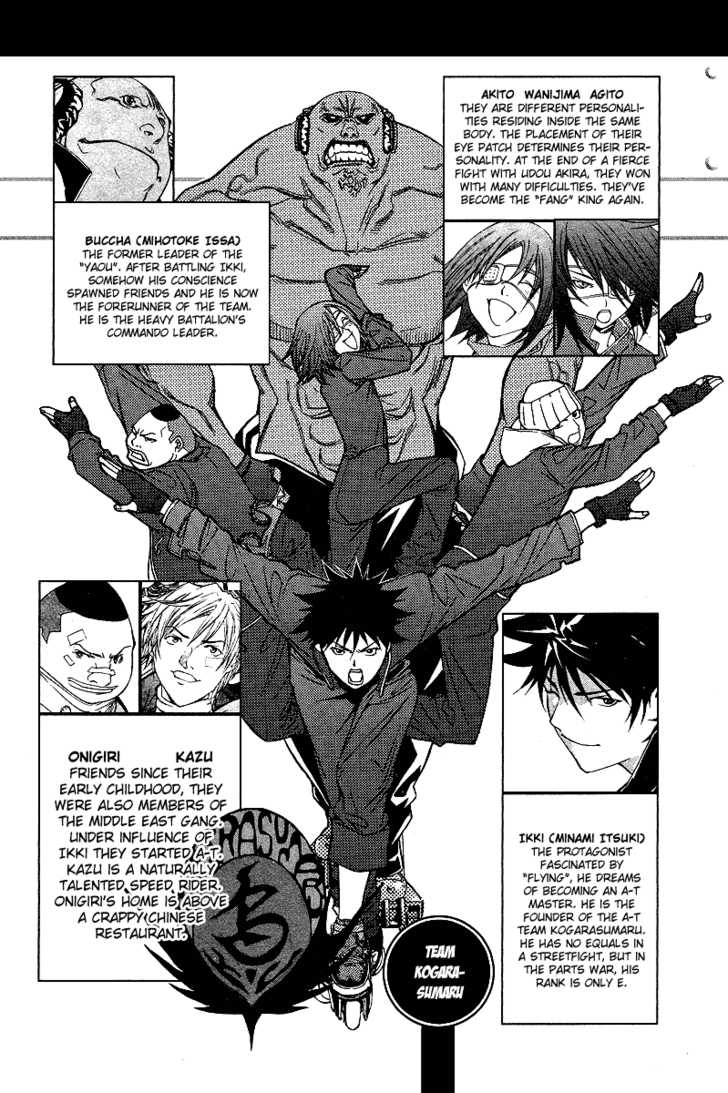 AKITO WANIJIMA AGITO
THEY ARE DIFFERENT PERSONALI-
TIES RESIDING INSIDE THE SAME
BODY. THE PLACEMENT OF THEIR
EYE PATCH DETERMINES THEIR PER-
SONALITY. AT THE END OF A FIERCE
FIGHT WITH UDOU AKIRA, THEY WON
WITH MANY DIFFICULTIES. THEY'VE
BECOME THE "FANG" KING AGAIN.
BUCCHA (MIHOTOKE ISSA)
THE FORMER LEADER OF THE
"YAOU". AFTER BATTLING IKKI,
SOMEHOW HIS CONSCIENCE
SPAWNED FRIENDS AND HE IS NOW
THE FORERUNNER OF THE TEAM.
HE IS THE HEAVY BATTALION'S
COMMANDO LEADER.
ONIGIRI KAZU
FRIENDS SINCE THEIR
EARLY CHILDHOOD, THEY
WERE ALSO MEMBERS OF
THE MIDDLE EAST GANG.
UNDER INFLUENCE OF
IKKI THEY STARTED A-T.
KAZU IS A NATURALLY
TALENTED SPEED RIDER.
ONIGIRI'S HOME IS ABOVE
A CRAPPY CHINESE
RESTAURANT.
IKKI (MINAMI ITSUKI)
THE PROTAGONIST
FASCINATED BY
"FLYING", HE DREAMS
OF BECOMING AN A-T
MASTER. HE IS THE
FOUNDER OF THE A-T
TEAM KOGARASUMARU.
HE HAS NO EQUALS IN
A STREETFIGHT, BUT IN
THE PARTS WAR, HIS
RANK IS ONLY E.
TEAM
KOGARA-
SUMARU